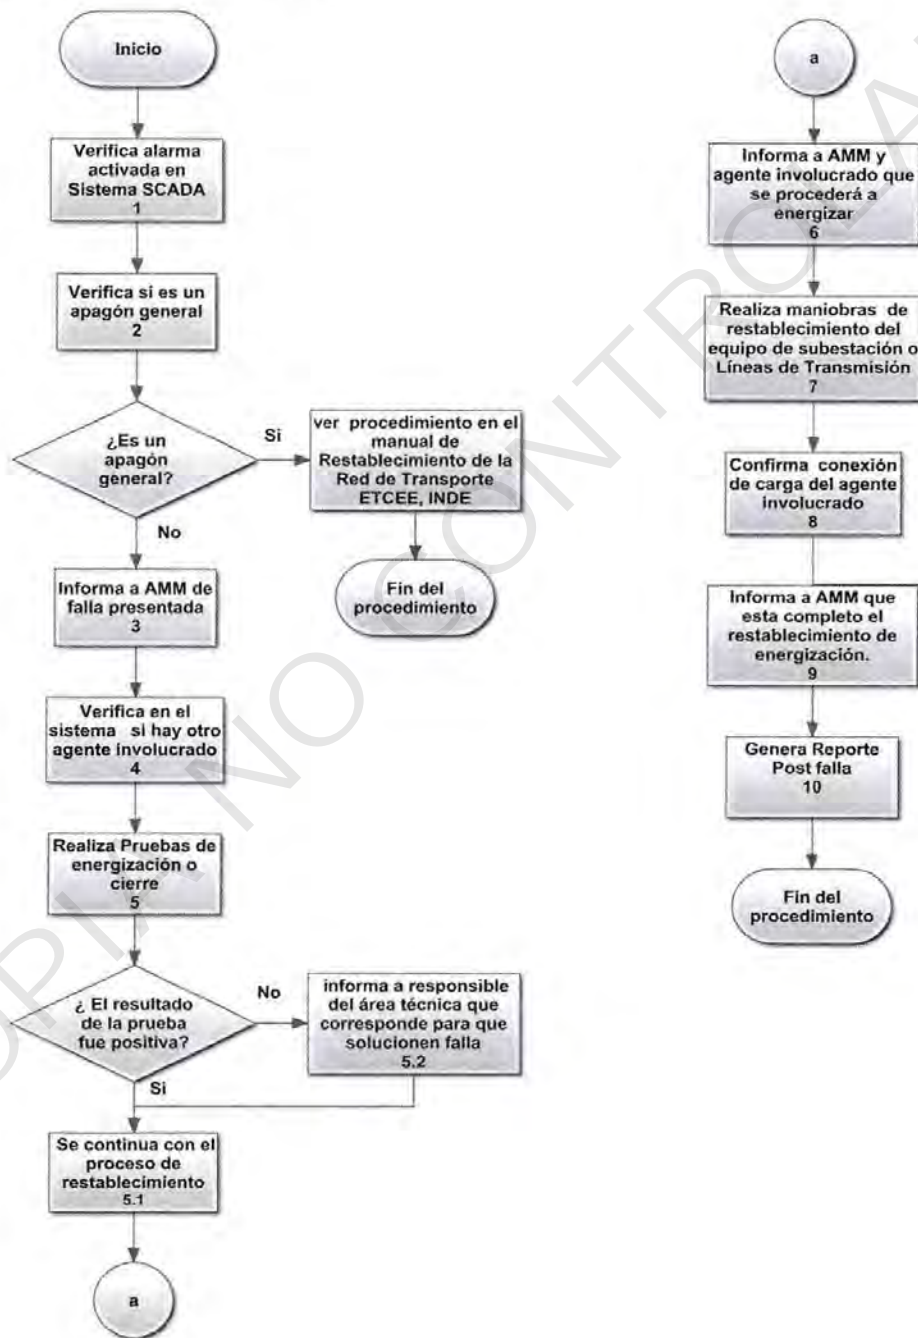 Inicio
Verifica alarma
activada en
Sistema SCADA
1
Verifica si es un
apagón general
2
¿Es un
apagón
general?
Si
ver procedimiento en el
manual de
Restablecimiento de la
Red de Transporte
ETCEE, INDE
Fin del
procedimiento
No
Informa a AMM de
falla presentada
3
Verifica en el
sistema si hay otro
agente involucrado
4
Realiza Pruebas de
energización o
cierre
5
¿ El resultado
de la prueba
fue positiva?
No
informa a responsible
del área técnica que
corresponde para que
solucionen falla
5.2
Si
Se continua con el
proceso de
restablecimiento
5.1
a
a
Informa a AMM y
agente involucrado que
se procederá a
energizar
6
Realiza maniobras de
restablecimiento del
equipo de subestación o
Líneas de Transmisión
7
Confirma conexión
de carga del agente
involucrado
8
Informa a AMM que
esta completo el
restablecimiento de
energización.
9
Genera Reporte
Post falla
10
Fin del
procedimiento
COPIA NO CONTROLA